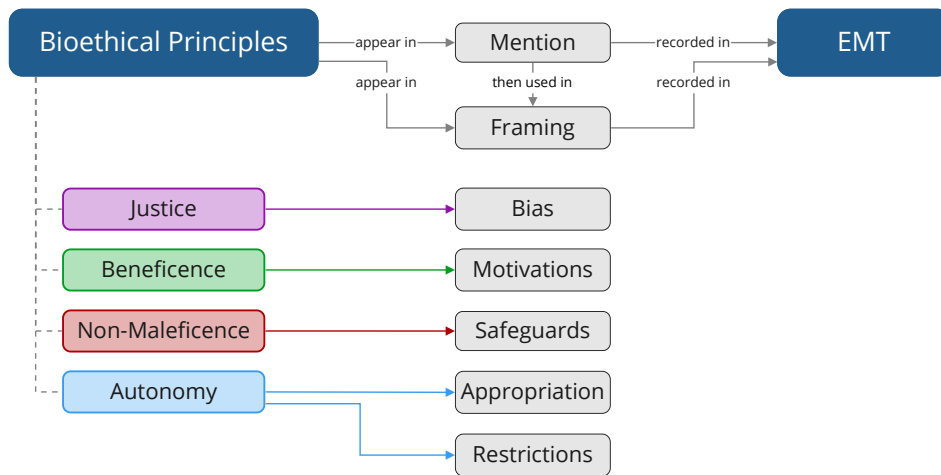 Bioethical Principles
appear in
Mention
recorded in
EMT
appear in
then used in
recorded in
Framing
Justice
Bias
Beneficence
Motivations
Non-Maleficence
Safeguards
Autonomy
Appropriation
Restrictions